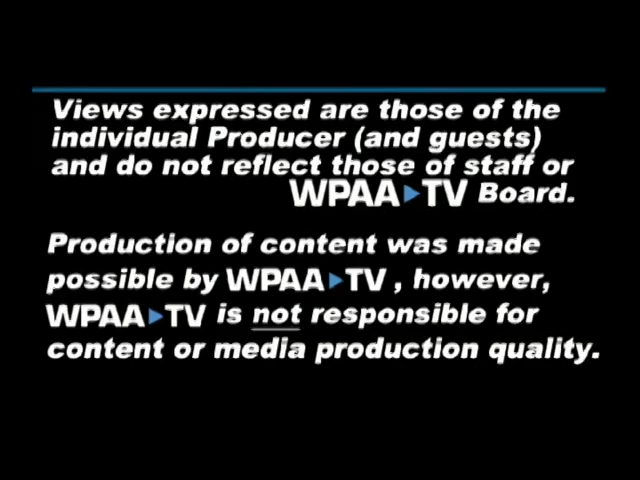 Views expressed are those of the
individual Producer (and guests)
and do not reflect those of staff or
WPAA▶TV Board.
Production of content was made
possible by WPAA▶TV , however,
WPAA▶TV is not responsible for
content or media production quality.